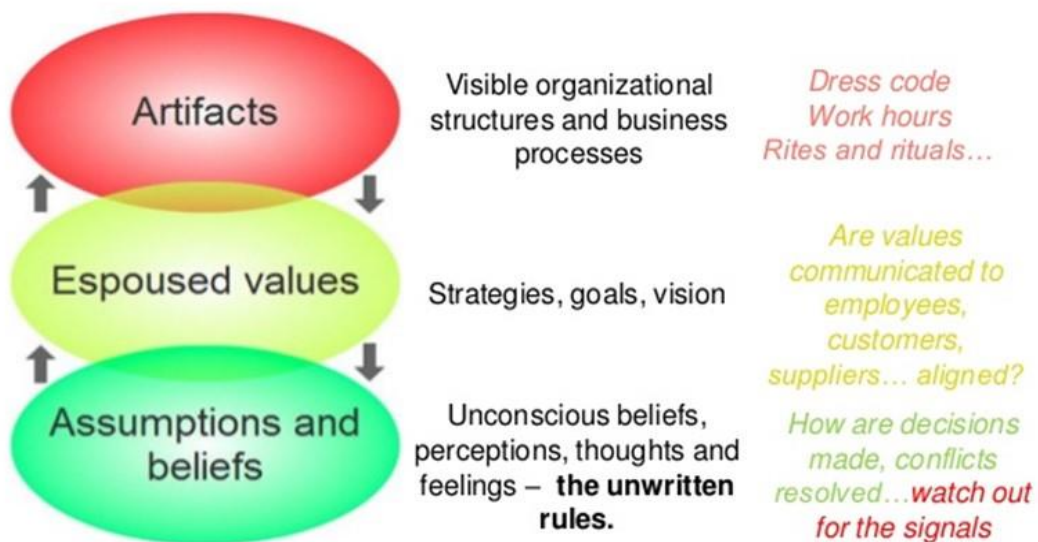 Artifacts
Visible organizational
structures and business
processes
Dress code
Work hours
Rites and rituals…
Espoused values
Strategies, goals, vision
Are values
communicated to
employees,
customers,
suppliers… aligned?
Assumptions and
beliefs
Unconscious beliefs,
perceptions, thoughts and
feelings – the unwritten
rules.
How are decisions
made, conflicts
resolved…watch out
for the signals